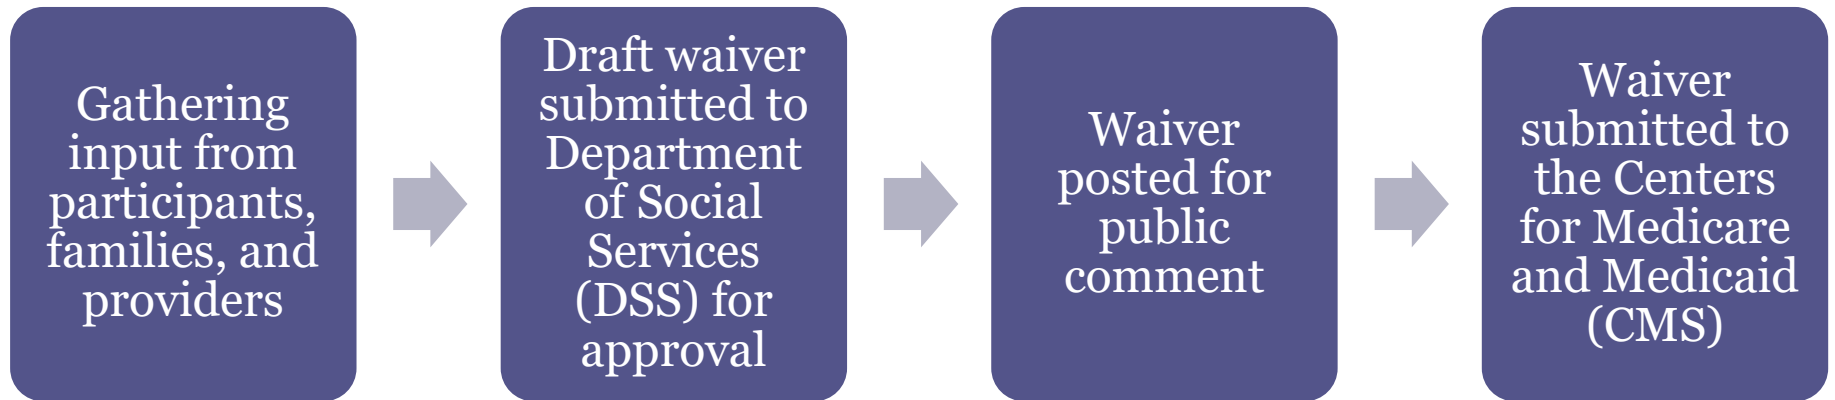 Gathering
input from
participants,
families, and
providers
Draft waiver
submitted to
Department
of Social
Services
(DSS) for
approval
Waiver
posted for
public
comment
Waiver
submitted to
the Centers
for Medicare
and Medicaid
(CMS)